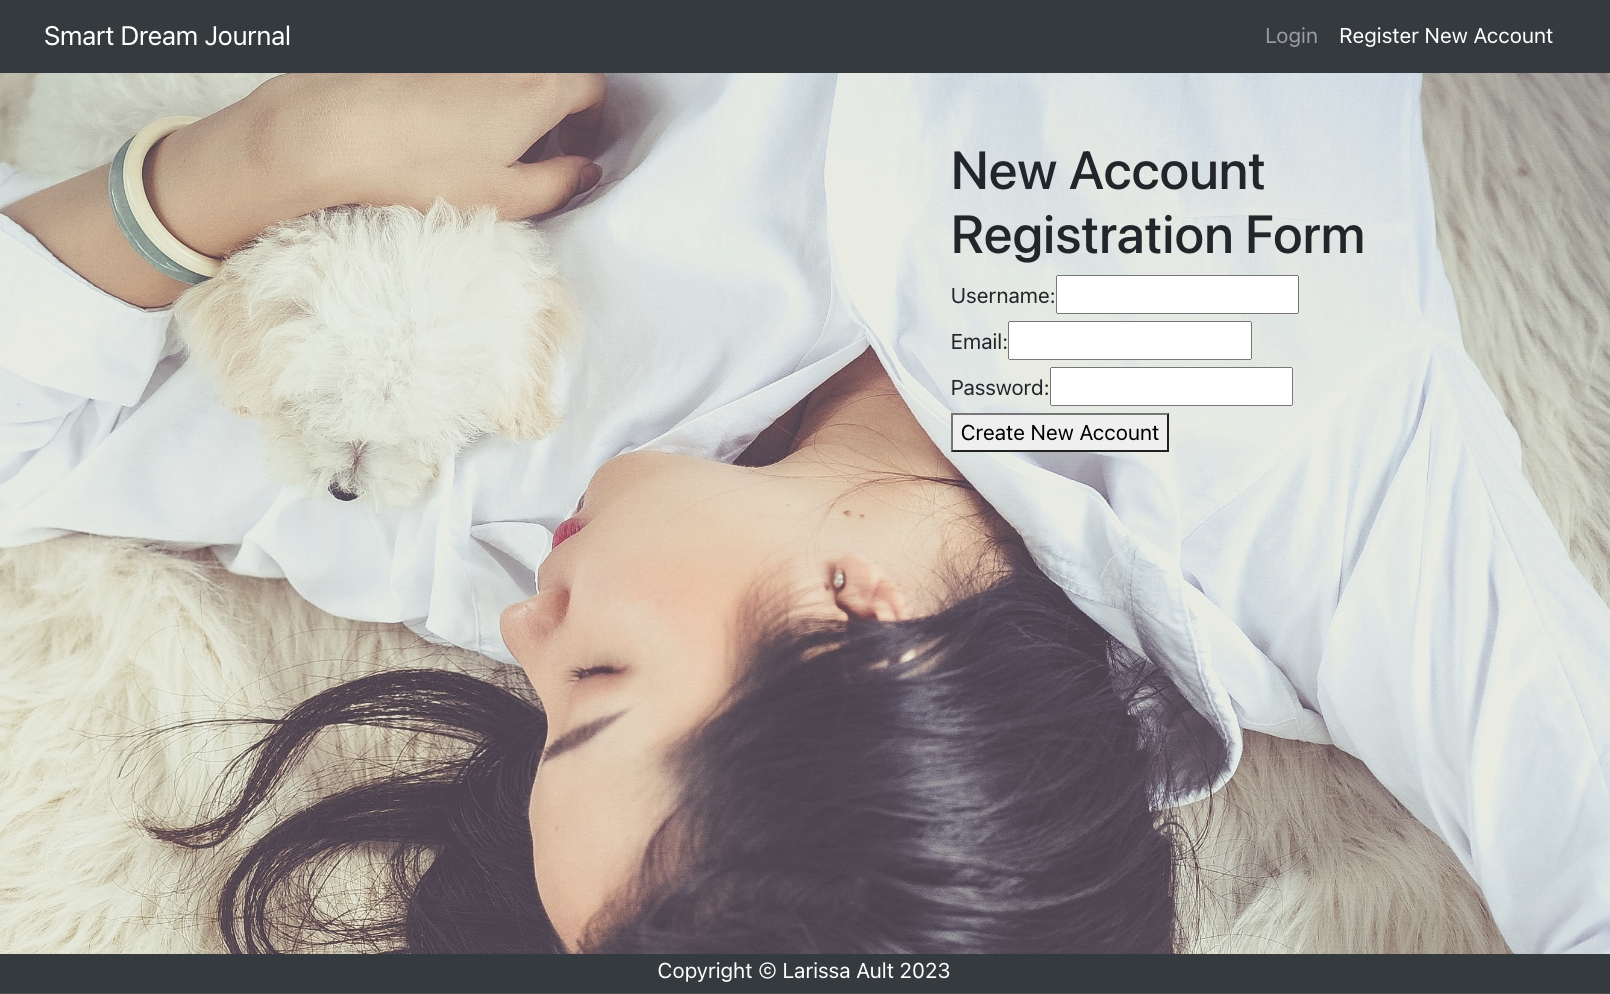 Smart Dream Journal
Login
Register New Account
New Account
Registration Form
Username:
Email:
Password:
Create New Account
Copyright © Larissa Ault 2023